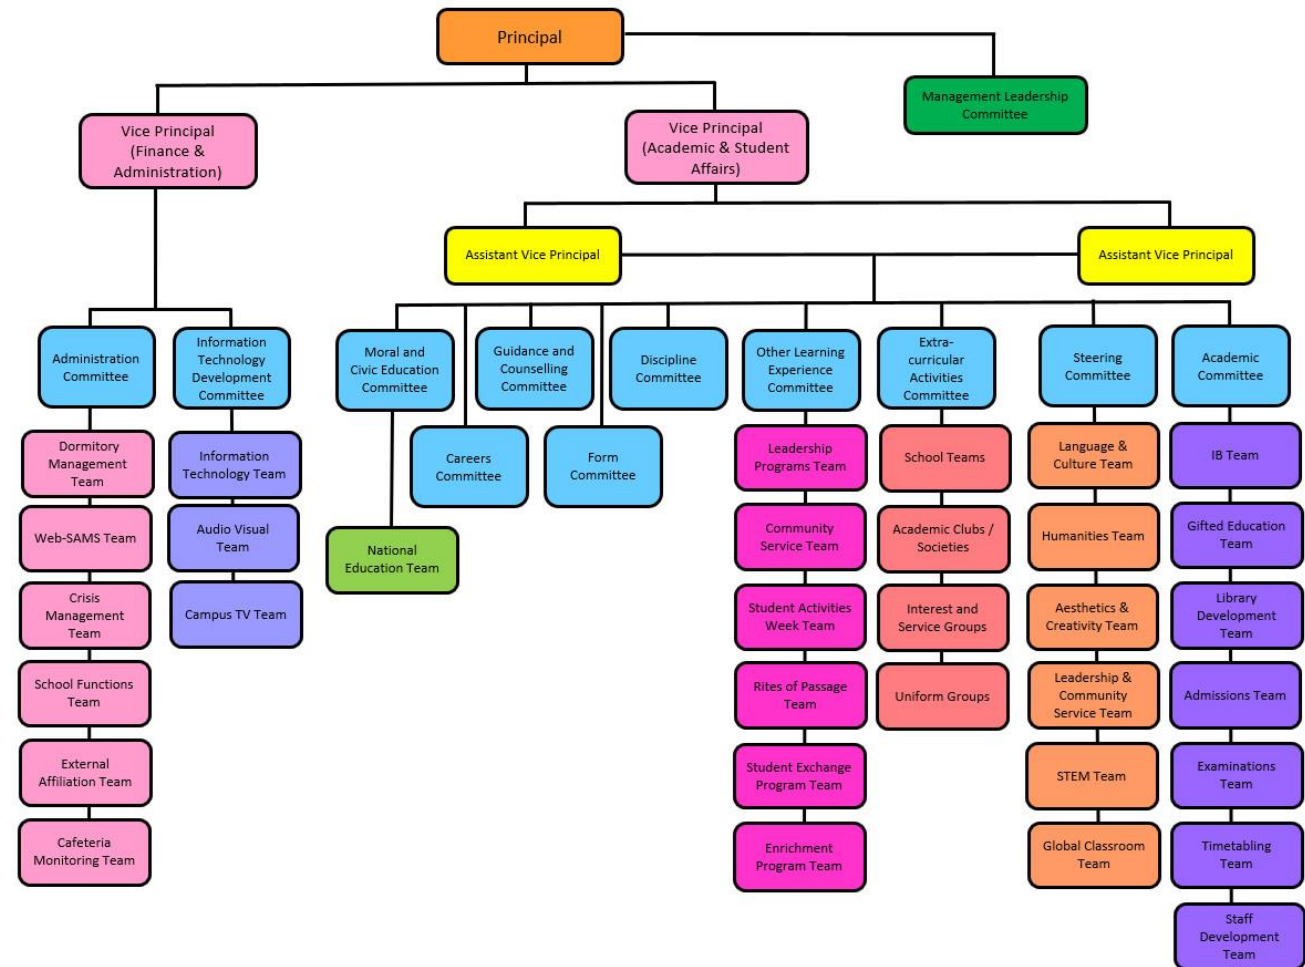 Principal
Management Leadership
Committee
Vice Principal
(Finance &
Administration)
Vice Principal
(Academic & Student
Affairs)
Assistant Vice Principal
Assistant Vice Principal
Administration
Committee
Information
Technology
Development
Committee
Moral and
Civic Education
Committee
Guidance and
Counselling
Committee
Discipline
Committee
Other Learning
Experience
Committee
Extra-
curricular
Activities
Committee
Steering
Committee
Academic
Committee
Careers
Committee
Form
Committee
Dormitory
Management
Team
Web-SAMS Team
Crisis
Management
Team
School Functions
Team
External
Affiliation Team
Cafeteria
Monitoring Team
Information
Technology Team
Audio Visual
Team
Campus TV Team
National
Education Team
Leadership
Programs Team
Community
Service Team
Student Activities
Week Team
Rites of Passage
Team
Student Exchange
Program Team
Enrichment
Program Team
School Teams
Academic Clubs /
Societies
Interest and
Service Groups
Uniform Groups
Language &
Culture Team
Humanities Team
Aesthetics &
Creativity Team
Leadership &
Community
Service Team
STEM Team
Global Classroom
Team
IB Team
Gifted Education
Team
Library
Development
Team
Admissions Team
Examinations
Team
Timetabling
Team
Staff
Development
Team